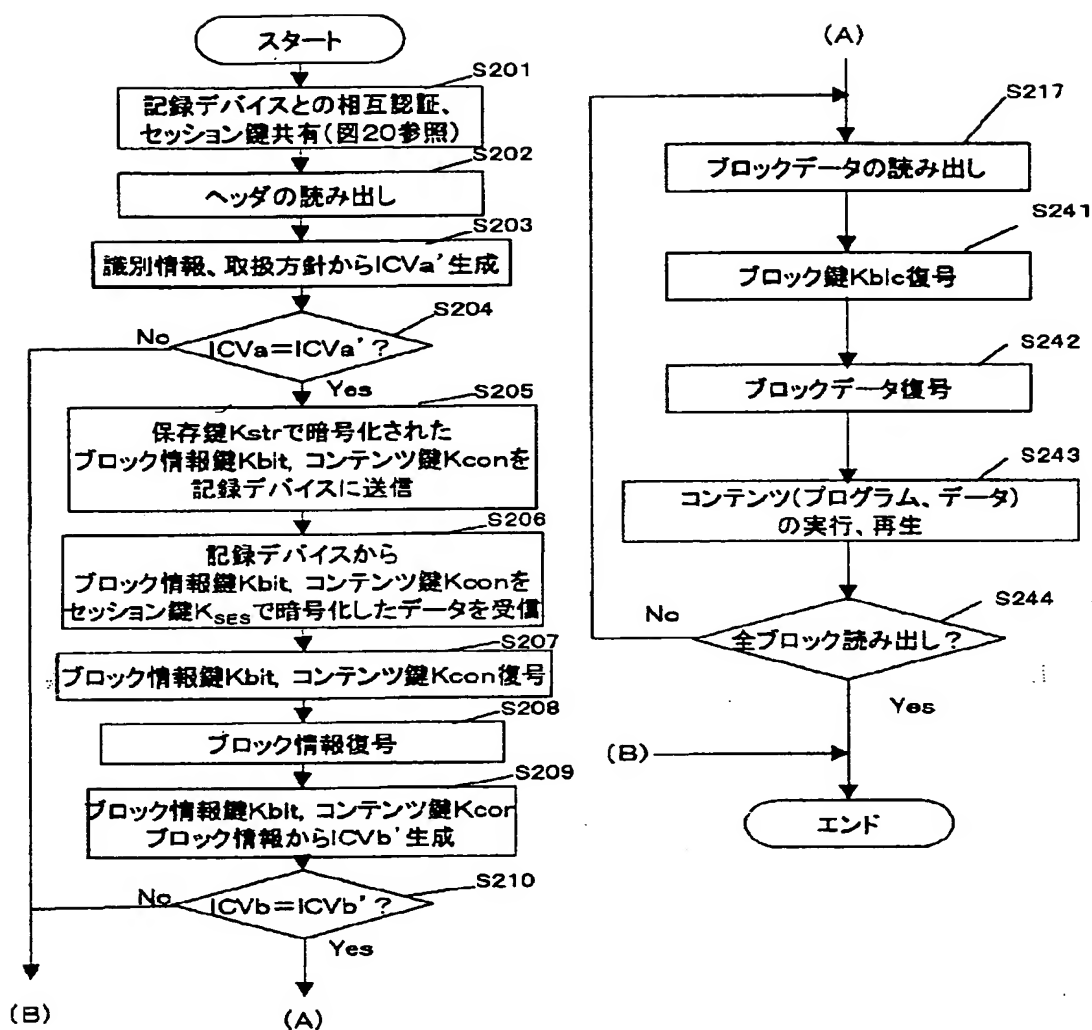 スタート
S201
記録デバイスとの相互認証、
セッション鍵共有(図20参照)
S202
ヘッダの読み出し
S203
識別情報、取扱方針からICVa'生成
S204
ICVa=ICVa'?
No
Yes
S205
保存鍵Kstrで暗号化された
ブロック情報鍵Kbit, コンテンツ鍵Kconを
記録デバイスに送信
S206
記録デバイスから
ブロック情報鍵Kbit, コンテンツ鍵Kconを
セッション鍵KSESで暗号化したデータを受信
S207
ブロック情報鍵Kbit, コンテンツ鍵Kcon復号
S208
ブロック情報復号
S209
ブロック情報鍵Kbit, コンテンツ鍵Kcon
ブロック情報からICVb'生成
S210
ICVb=ICVb'?
No
Yes
(B)
(A)
(A)
S217
ブロックデータの読み出し
S241
ブロック鍵Kblc復号
S242
ブロックデータ復号
S243
コンテンツ(プログラム、データ)
の実行、再生
S244
全ブロック読み出し?
No
Yes
(B)
エンド